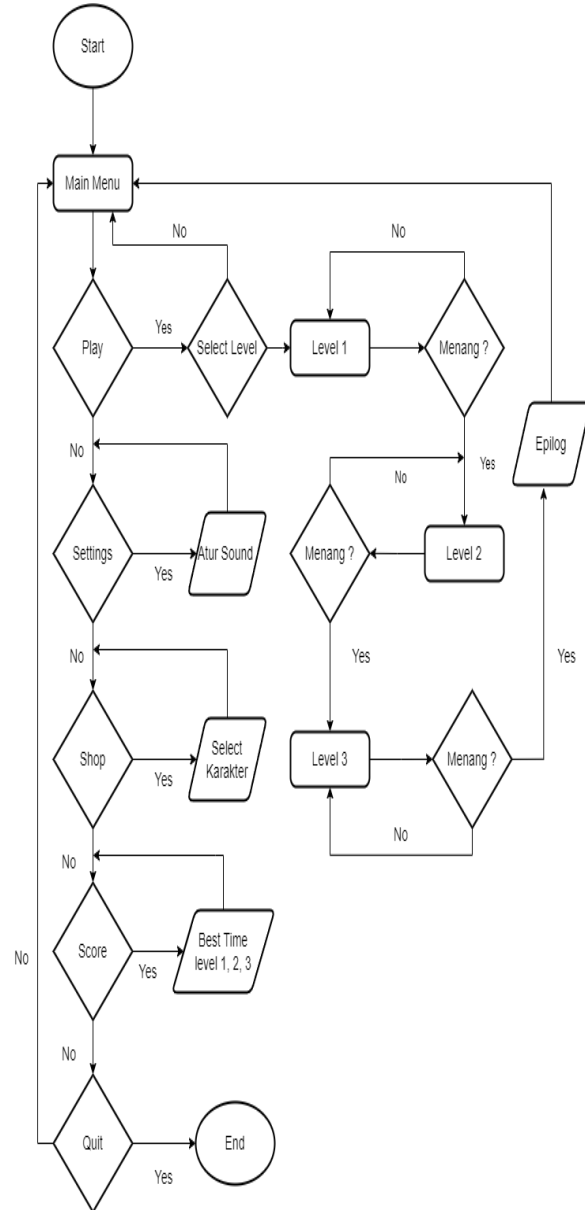 Start
Main Menu
No
No
Play
Yes
Select Level
Level 1
Menang ?
No
No
Yes
Epilog
Settings
Yes
Atur Sound
Menang ?
Level 2
No
Yes
Yes
Shop
Yes
Select
Karakter
Level 3
Menang ?
No
No
Score
Yes
Best Time
level 1, 2, 3
No
No
Quit
Yes
End